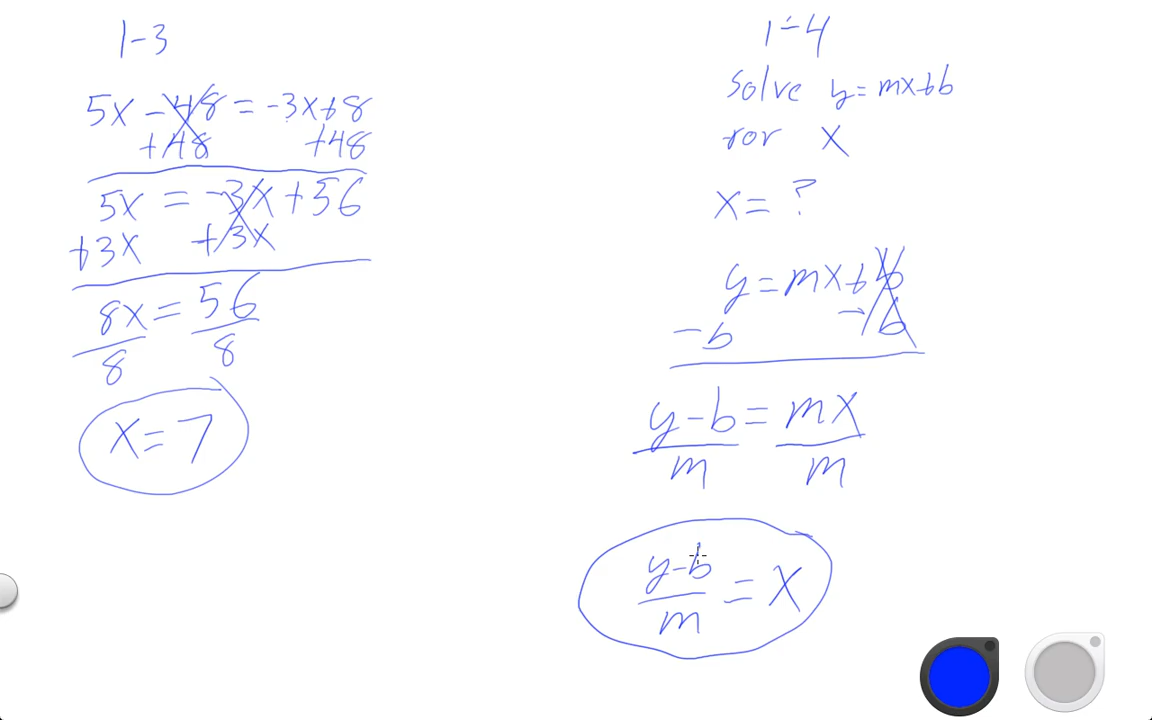 1-3
5x - 48 = -3x+8
+48 +48
5x = -3x + 56
+3x +3x
8x = 56
8 8
x = 7
1-4
Solve y = mx+b
for x
x = ?
y = mx+b
-b -b
y-b = mx
m m
y-b = x
m